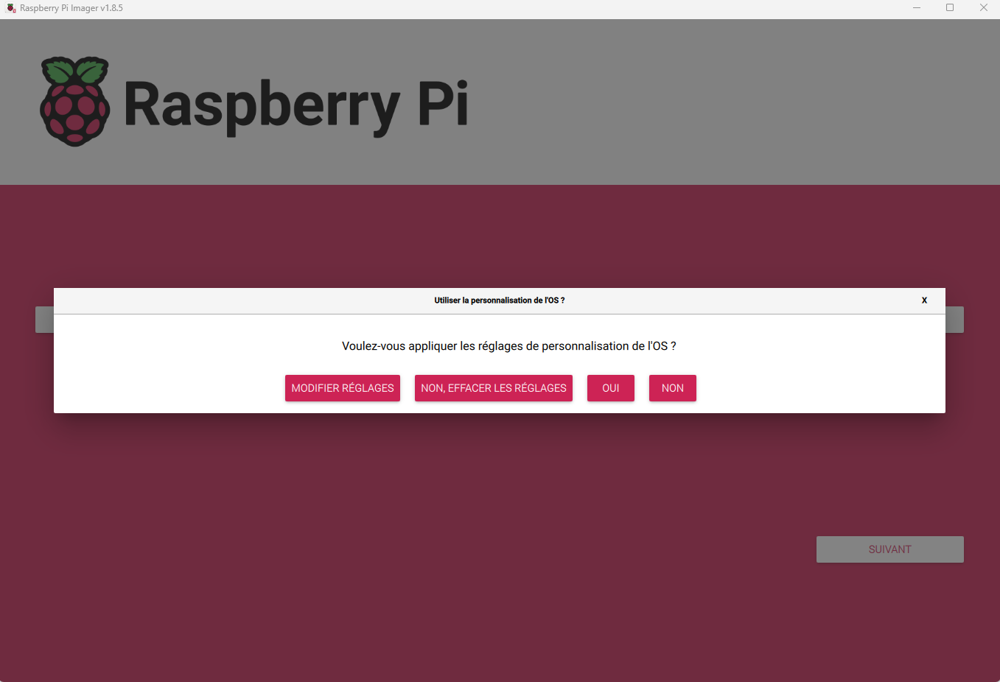 Raspberry Pi Imager v1.8.5
Raspberry Pi
Utiliser la personnalisation de l'OS ?
X
Voulez-vous appliquer les réglages de personnalisation de l'OS ?
MODIFIER RÉGLAGES
NON, EFFACER LES RÉGLAGES
OUI
NON
SUIVANT